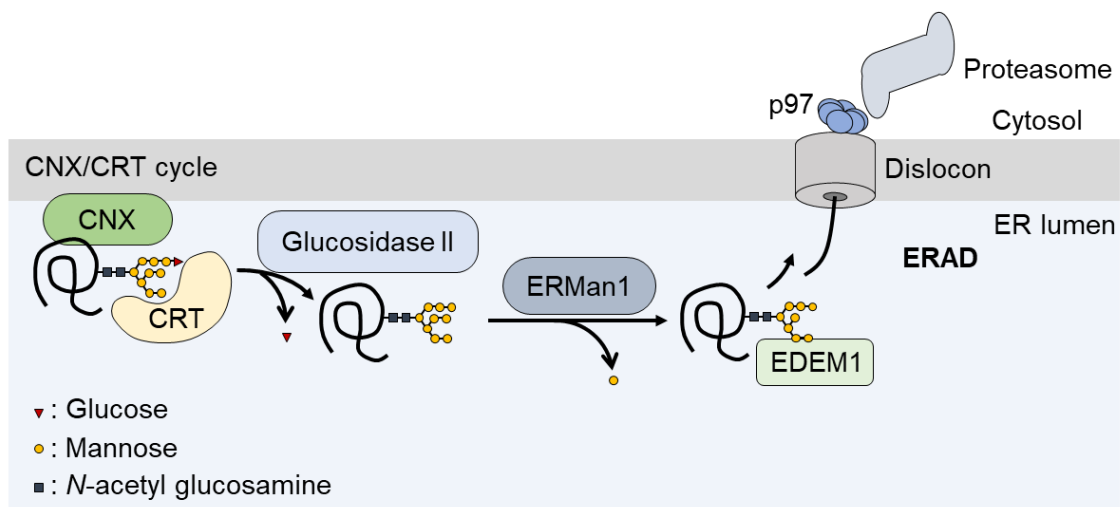 Proteasome
p97
Cytosol
CNX/CRT cycle
Dislocon
CNX
ER lumen
Glucosidase II
ERAD
ERMan1
CRT
EDEM1
: Glucose
: Mannose
: N-acetyl glucosamine